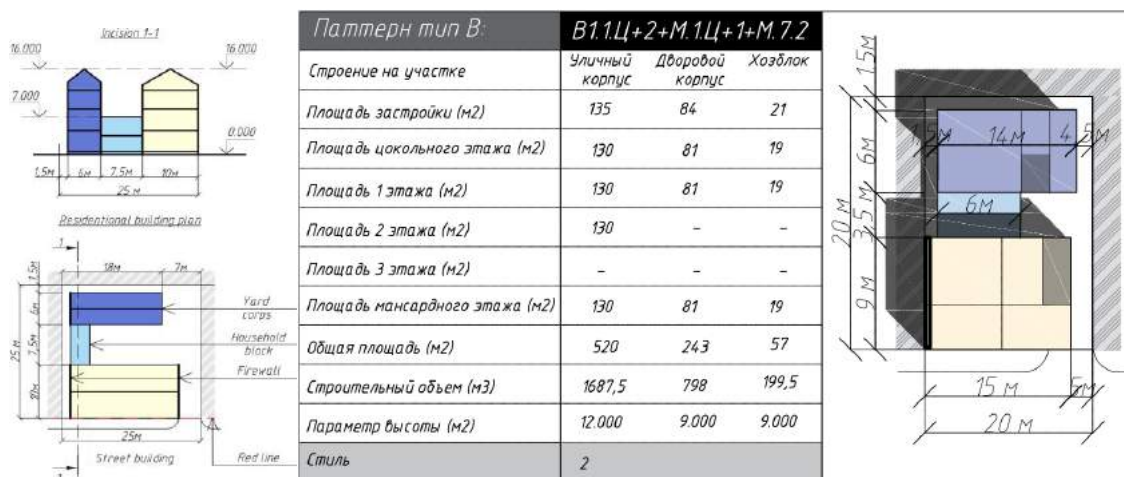 Incision 1-1
16.000
16.000
7.000
0.000
1.5м 6м 7.5м 10м
25 м
Residentional building plan
1
18м 7м
1.5м
6м
7.5м
10м
25 м
Yard corps
Household block
Firewall
25м
Street building
Red line
1
Паттерн тип В: В1.1.Ц+2+М.1.Ц+1+М.7.2
Строение на участке Уличный корпус Дворовой корпус Хозблок
Площадь застройки (м2) 135 84 21
Площадь цокольного этажа (м2) 130 81 19
Площадь 1 этажа (м2) 130 81 19
Площадь 2 этажа (м2) 130 – –
Площадь 3 этажа (м2) – – –
Площадь мансардного этажа (м2) 130 81 19
Общая площадь (м2) 520 243 57
Строительный объем (м3) 1687,5 798 199,5
Параметр высоты (м2) 12.000 9.000 9.000
Стиль 2
1.5м
1,5м 14м 4 5м
6м
6м
3,5м
20 м
9м
15 м 5м
20 м